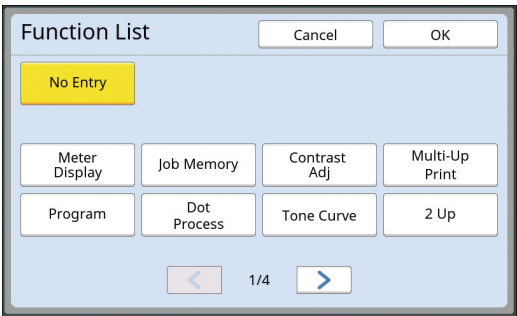 Function List
Cancel
OK
No Entry
Meter
Display
Job Memory
Contrast
Adj
Multi-Up
Print
Program
Dot
Process
Tone Curve
2 Up
1/4